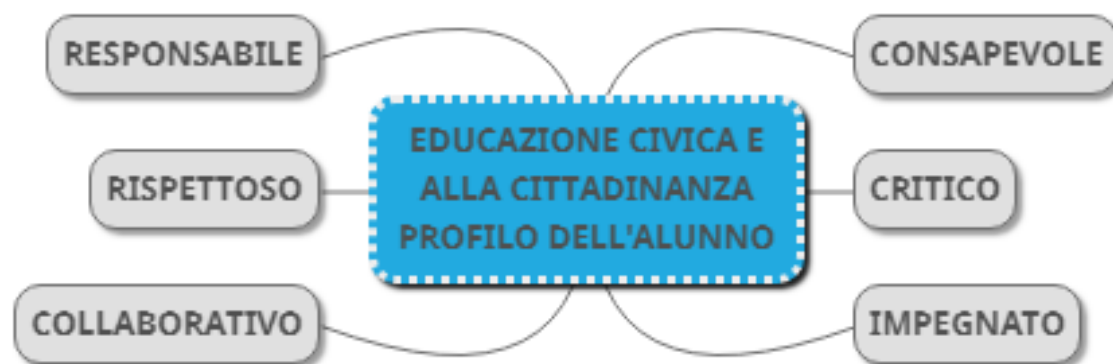 RESPONSABILE
CONSAPEVOLE
EDUCAZIONE CIVICA E
ALLA CITTADINANZA
PROFILO DELL'ALUNNO
RISPETTOSO
CRITICO
COLLABORATIVO
IMPEGNATO